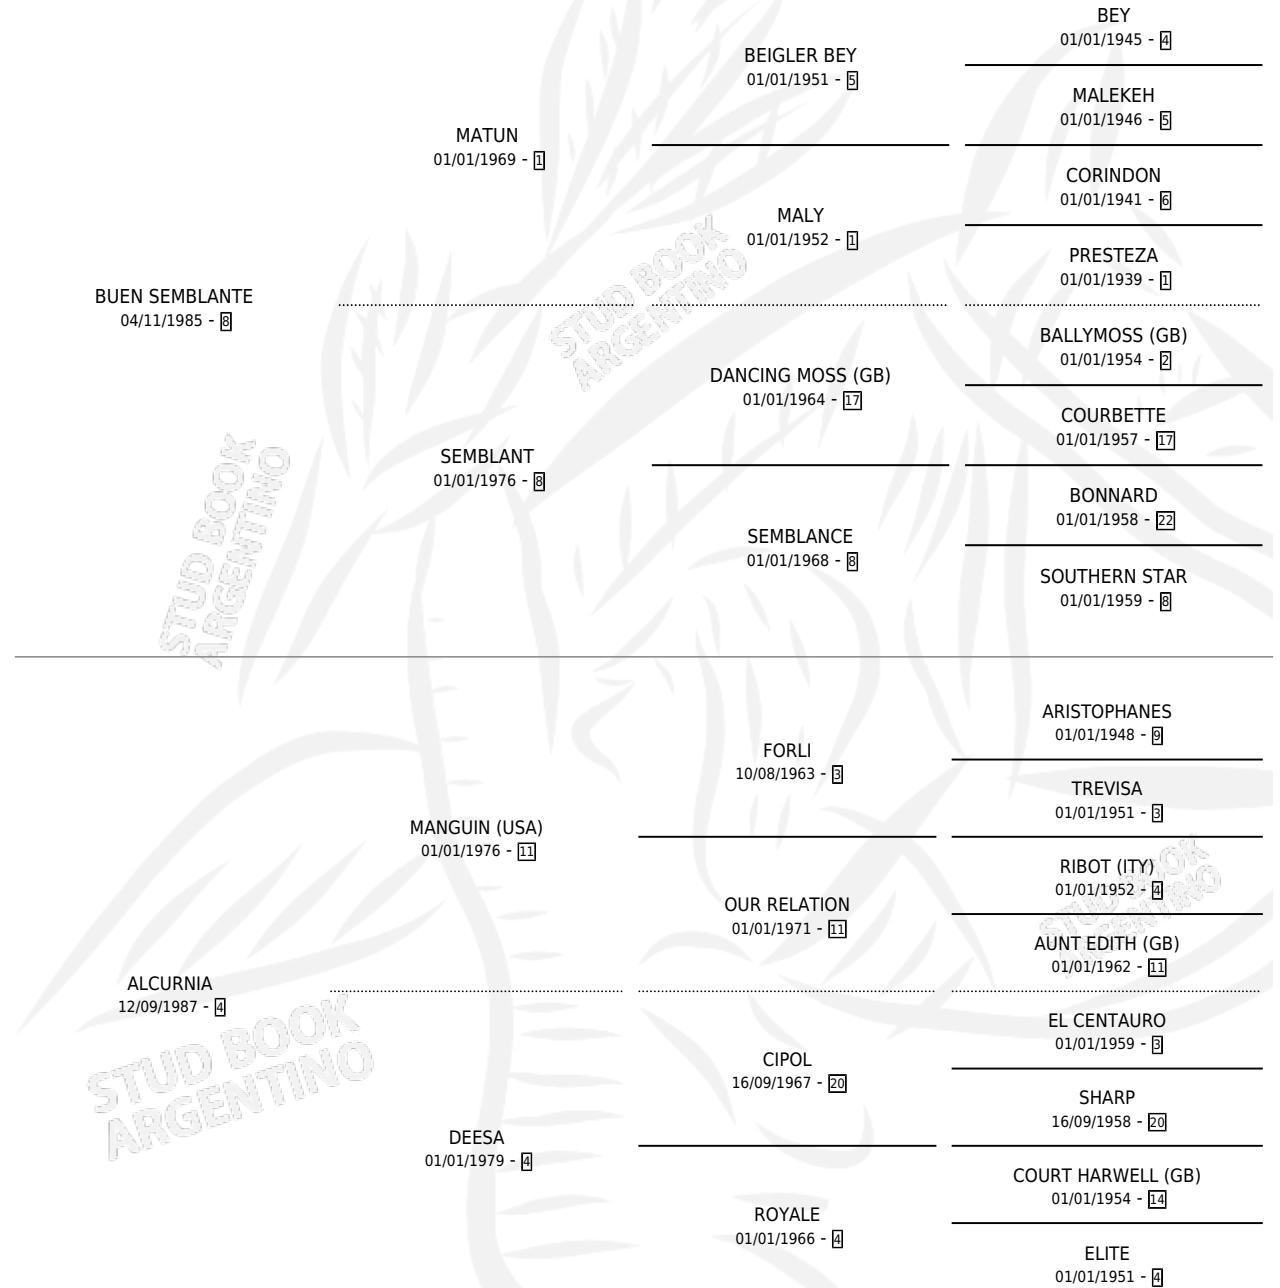 BEY
01/01/1945 - 4
BEIGLER BEY
01/01/1951 - 5
MALEKEH
01/01/1946 - 5
MATUN
01/01/1969 - 1
CORINDON
01/01/1941 - 6
MALY
01/01/1952 - 1
PRESTEZA
01/01/1939 - 1
BUEN SEMBLANTE
04/11/1985 - 8
STUD BOOK
ARGENTINO
BALLYMOSS (GB)
01/01/1954 - 2
DANCING MOSS (GB)
01/01/1964 - 17
COURBETTE
01/01/1957 - 17
SEMBLANT
01/01/1976 - 8
BONNARD
01/01/1958 - 22
SEMBLANCE
01/01/1968 - 8
SOUTHERN STAR
01/01/1959 - 8
STUD BOOK
ARGENTINO
ARISTOPHANES
01/01/1948 - 9
FORLI
10/08/1963 - 3
TREVISA
01/01/1951 - 3
MANGUIN (USA)
01/01/1976 - 11
RIBOT (ITY)
01/01/1952 - 4
OUR RELATION
01/01/1971 - 11
AUNT EDITH (GB)
01/01/1962 - 11
STUD BOOK
ARGENTINO
ALCURNIA
12/09/1987 - 4
EL CENTAURO
01/01/1959 - 3
CIPOL
16/09/1967 - 20
SHARP
16/09/1958 - 20
STUD BOOK
ARGENTINO
DEESA
01/01/1979 - 4
COURT HARWELL (GB)
01/01/1954 - 14
ROYALE
01/01/1966 - 4
ELITE
01/01/1951 - 4